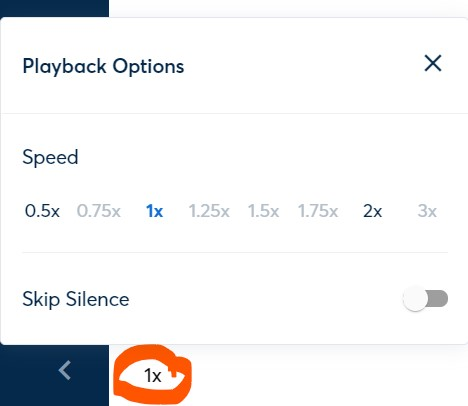 Playback Options
Speed
0.5x 0.75x 1x 1.25x 1.5x 1.75x 2x 3x
Skip Silence
1x